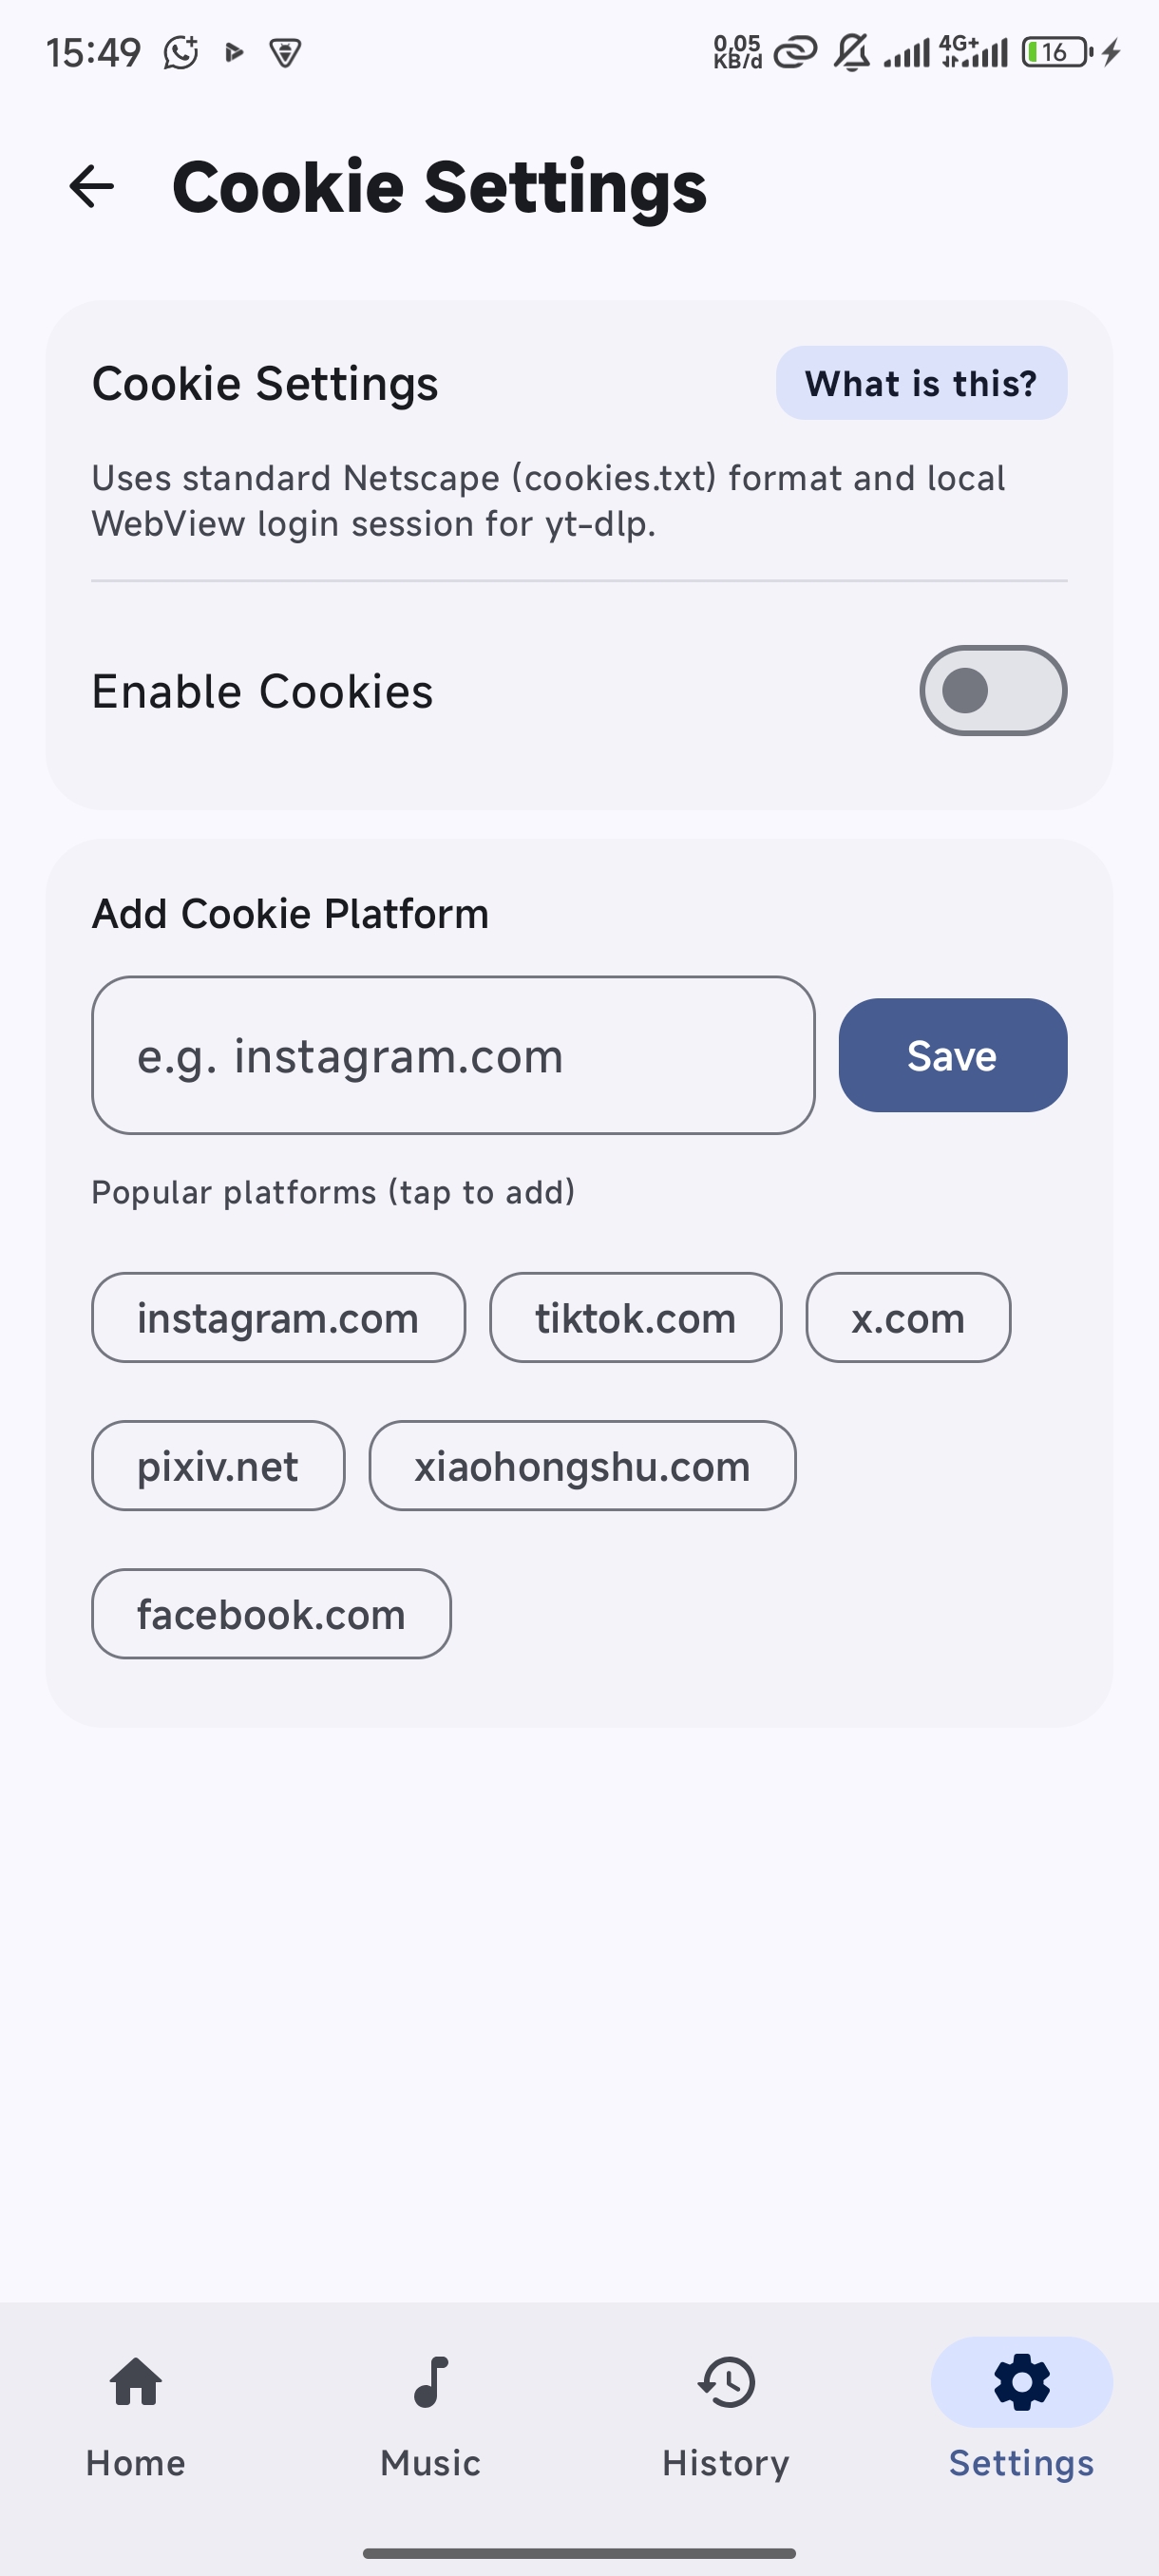 15:49
0,05
KB/d
4G+
16
Cookie Settings
Cookie Settings
What is this?
Uses standard Netscape (cookies.txt) format and local
WebView login session for yt-dlp.
Enable Cookies
Add Cookie Platform
e.g. instagram.com
Save
Popular platforms (tap to add)
instagram.com
tiktok.com
x.com
pixiv.net
xiaohongshu.com
facebook.com
Home
Music
History
Settings